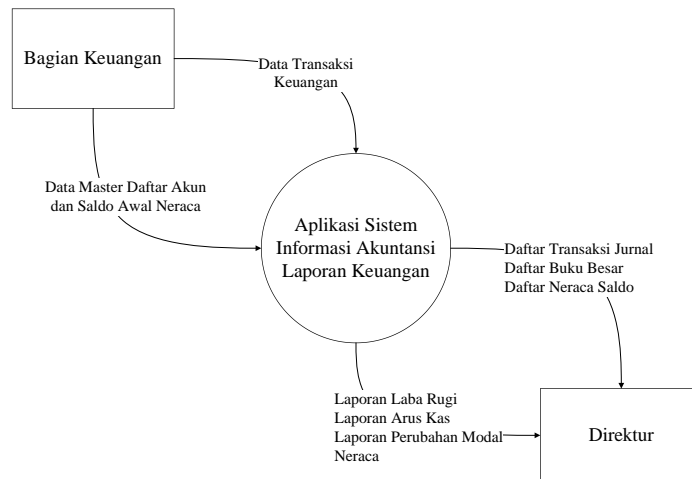 Bagian Keuangan
Data Transaksi
Keuangan
Data Master Daftar Akun
dan Saldo Awal Neraca
Aplikasi Sistem
Informasi Akuntansi
Laporan Keuangan
Daftar Transaksi Jurnal
Daftar Buku Besar
Daftar Neraca Saldo
Laporan Laba Rugi
Laporan Arus Kas
Laporan Perubahan Modal
Neraca
Direktur